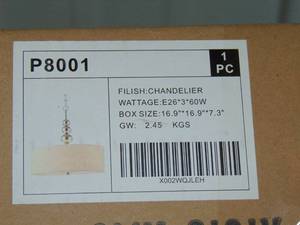 P8001
1
PC
FILISH:CHANDELIER
WATTAGE:E26*3*60W
BOX SIZE:16.9"*16.9"*7.3"
GW: 2.45 KGS
X002WQJLEH